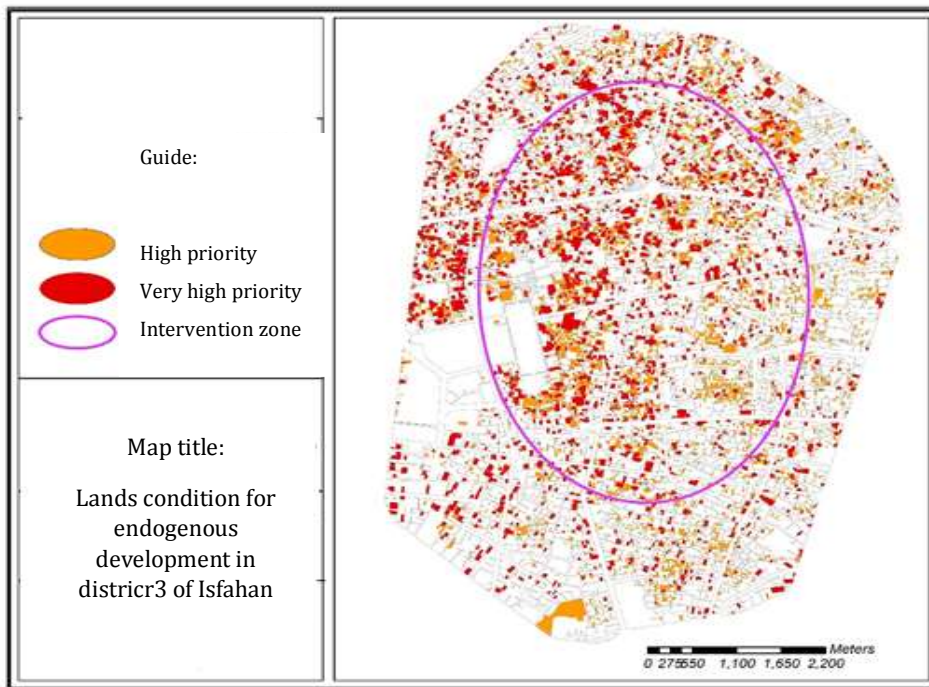 Guide:
High priority
Very high priority
Intervention zone
Map title:
Lands condition for
endogenous
development in
districr3 of Isfahan
Meters
0 275550 1,100 1,650 2,200